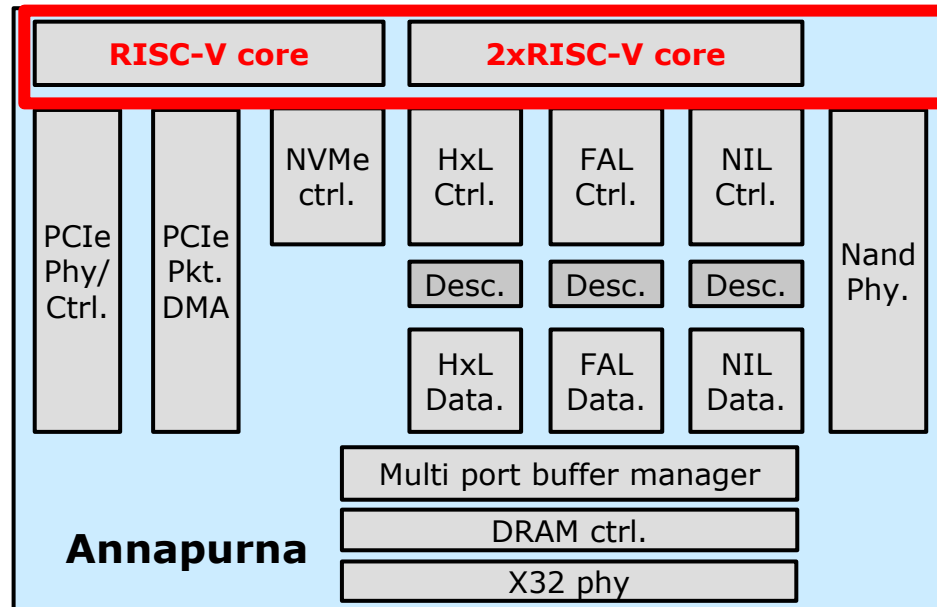 RISC-V core
2xRISC-V core
PCIe
Phy/
Ctrl.
PCIe
Pkt.
DMA
NVMe
ctrl.
HxL
Ctrl.
FAL
Ctrl.
NIL
Ctrl.
Desc.
Desc.
Desc.
HxL
Data.
FAL
Data.
NIL
Data.
Nand
Phy.
Multi port buffer manager
DRAM ctrl.
X32 phy
Annapurna